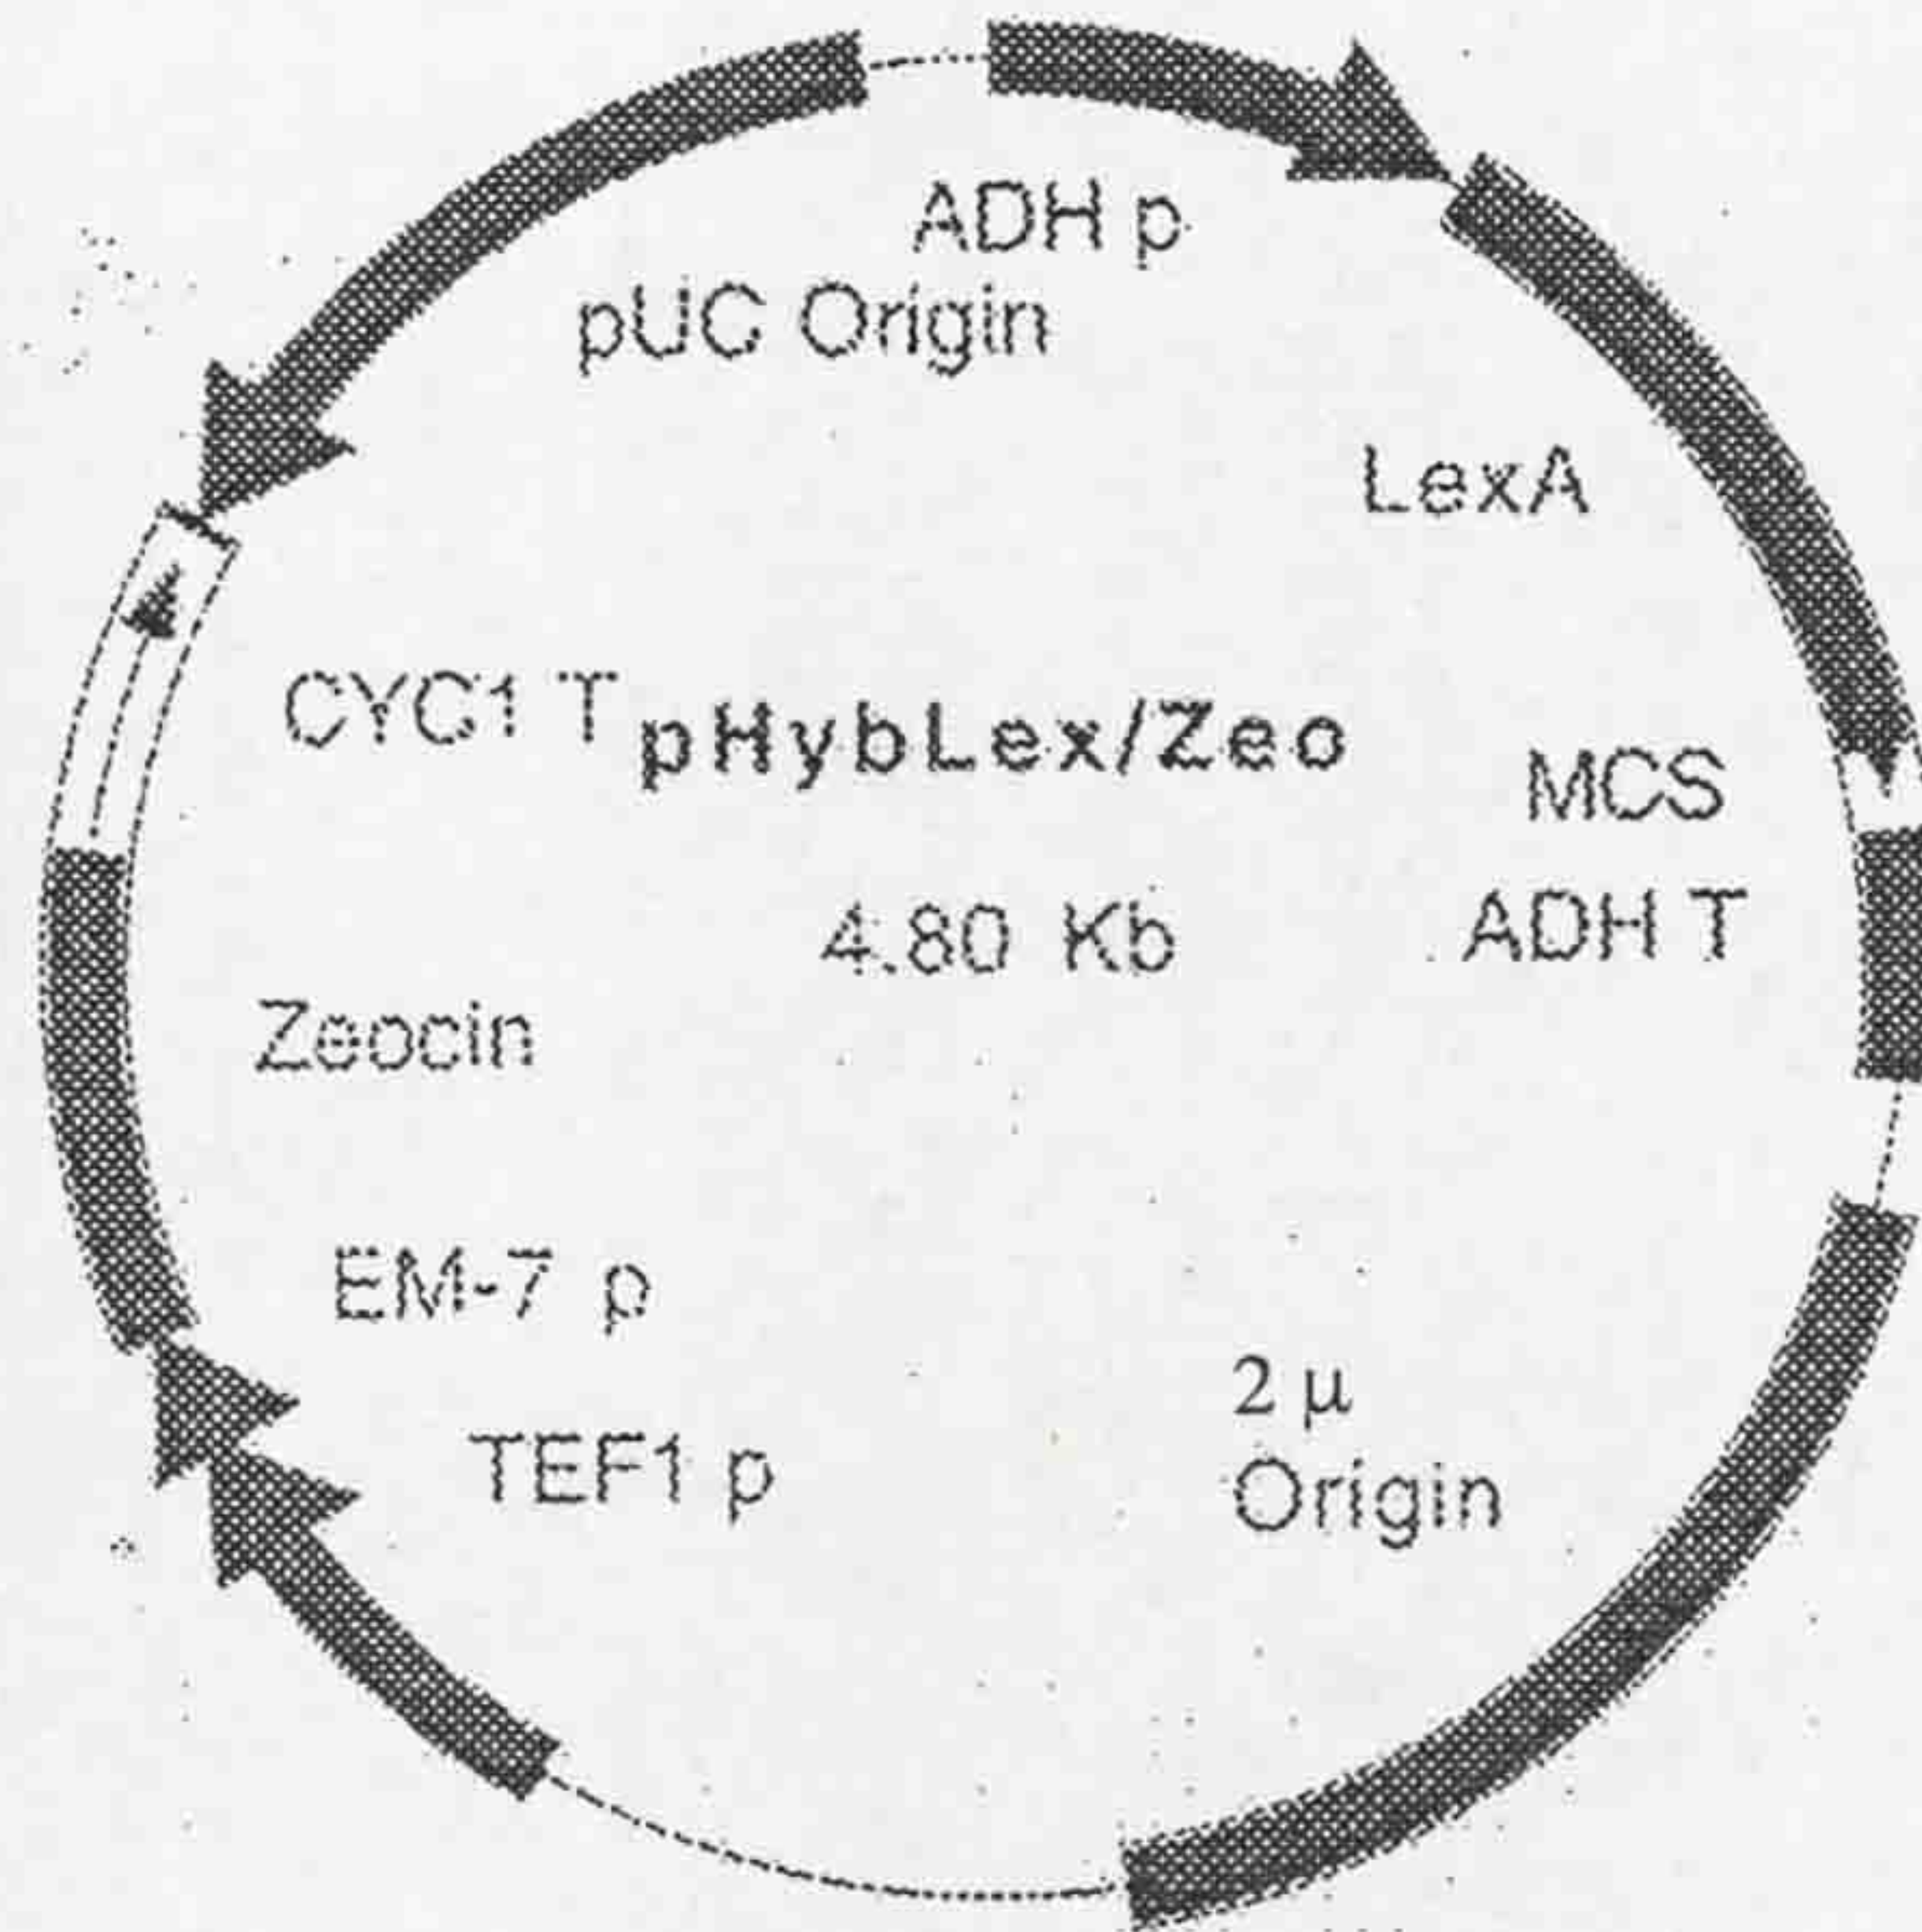 ADH p
pUC Origin
LexA
CYC1 T
pHybLex/Zeo
MCS
4.80 Kb
ADH T
Zeocin
EM-7 p
TEF1 p
2 µ
Origin